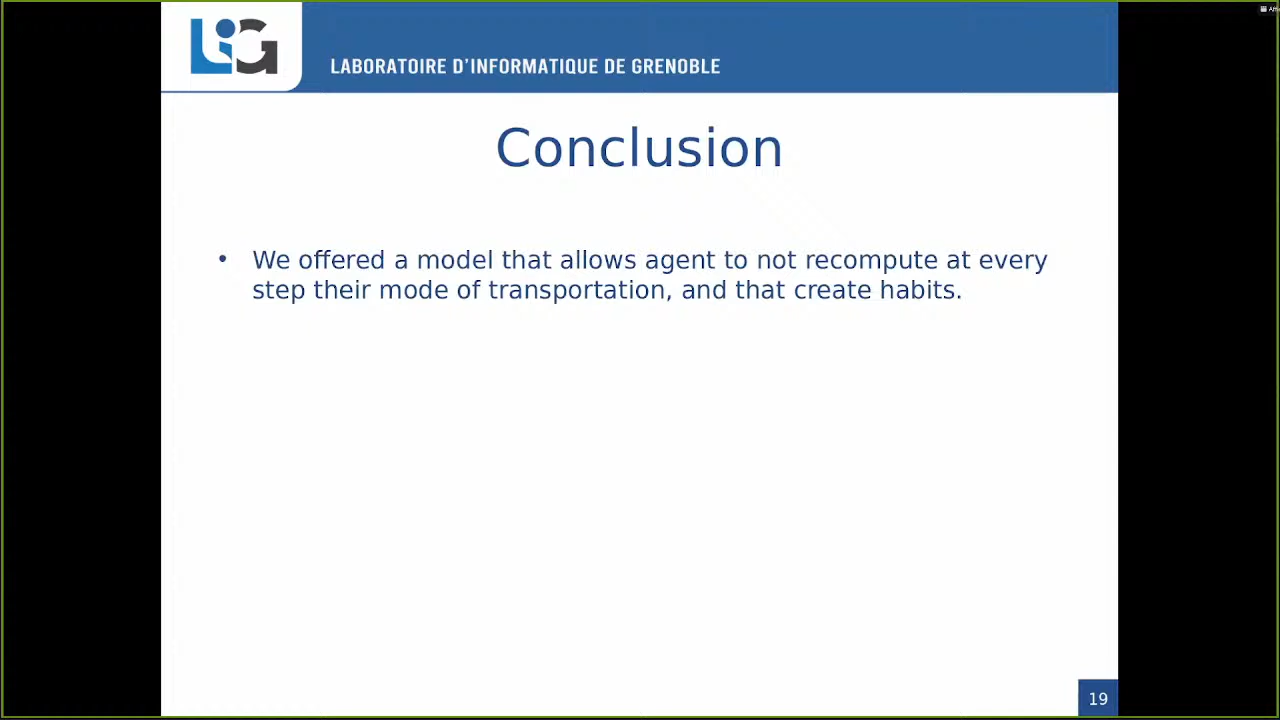 LIG
LABORATOIRE D'INFORMATIQUE DE GRENOBLE
Conclusion
• We offered a model that allows agent to not recompute at every
step their mode of transportation, and that create habits.
19